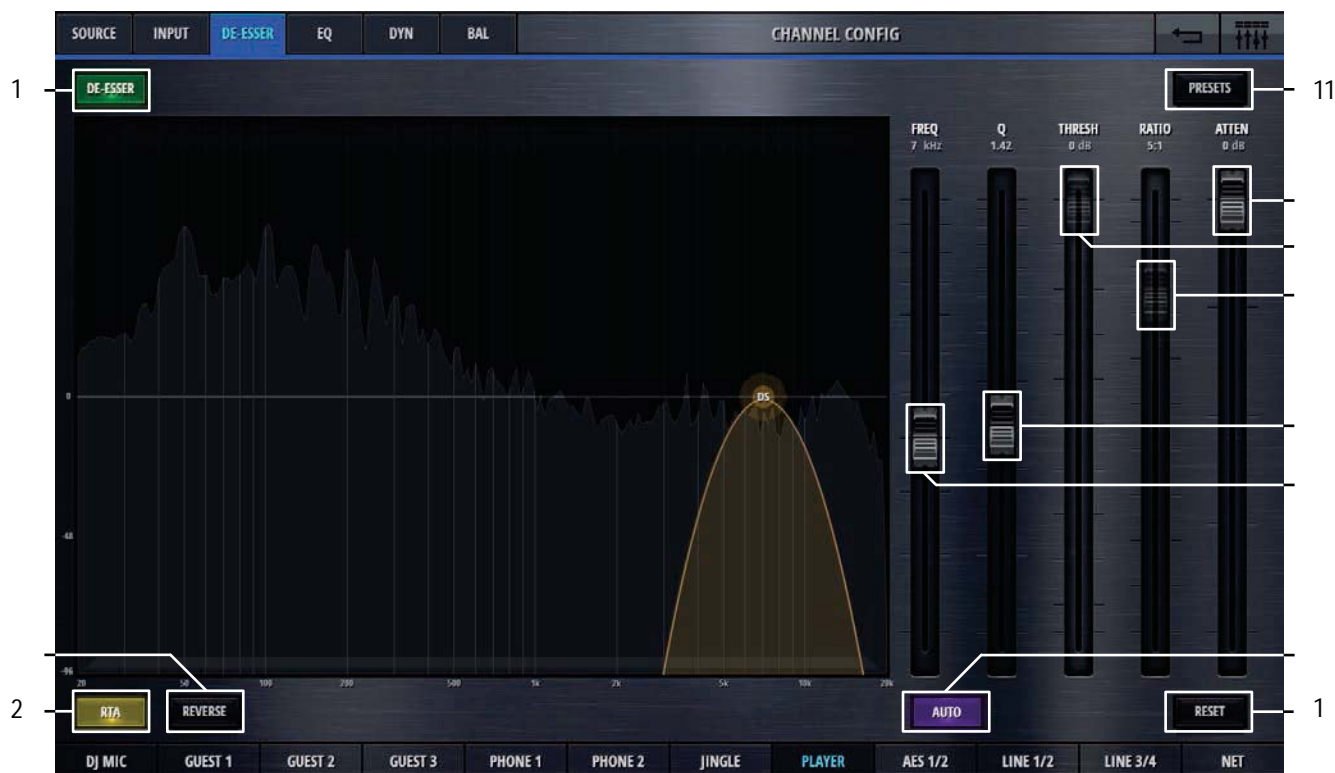 SOURCE INPUT DE-ESSER EQ DYN BAL CHANNEL CONFIG
1 DE-ESSER PRESETS 11
FREQ Q THRESH RATIO ATTEN
7 kHz 1.42 0 dB 5:1 0 dB
DS
0
-48
-96
20 50 100 200 500 1k 2k 5k 10k 20k
2 RTA REVERSE AUTO RESET 1
DJ MIC GUEST 1 GUEST 2 GUEST 3 PHONE 1 PHONE 2 JINGLE PLAYER AES 1/2 LINE 1/2 LINE 3/4 NET